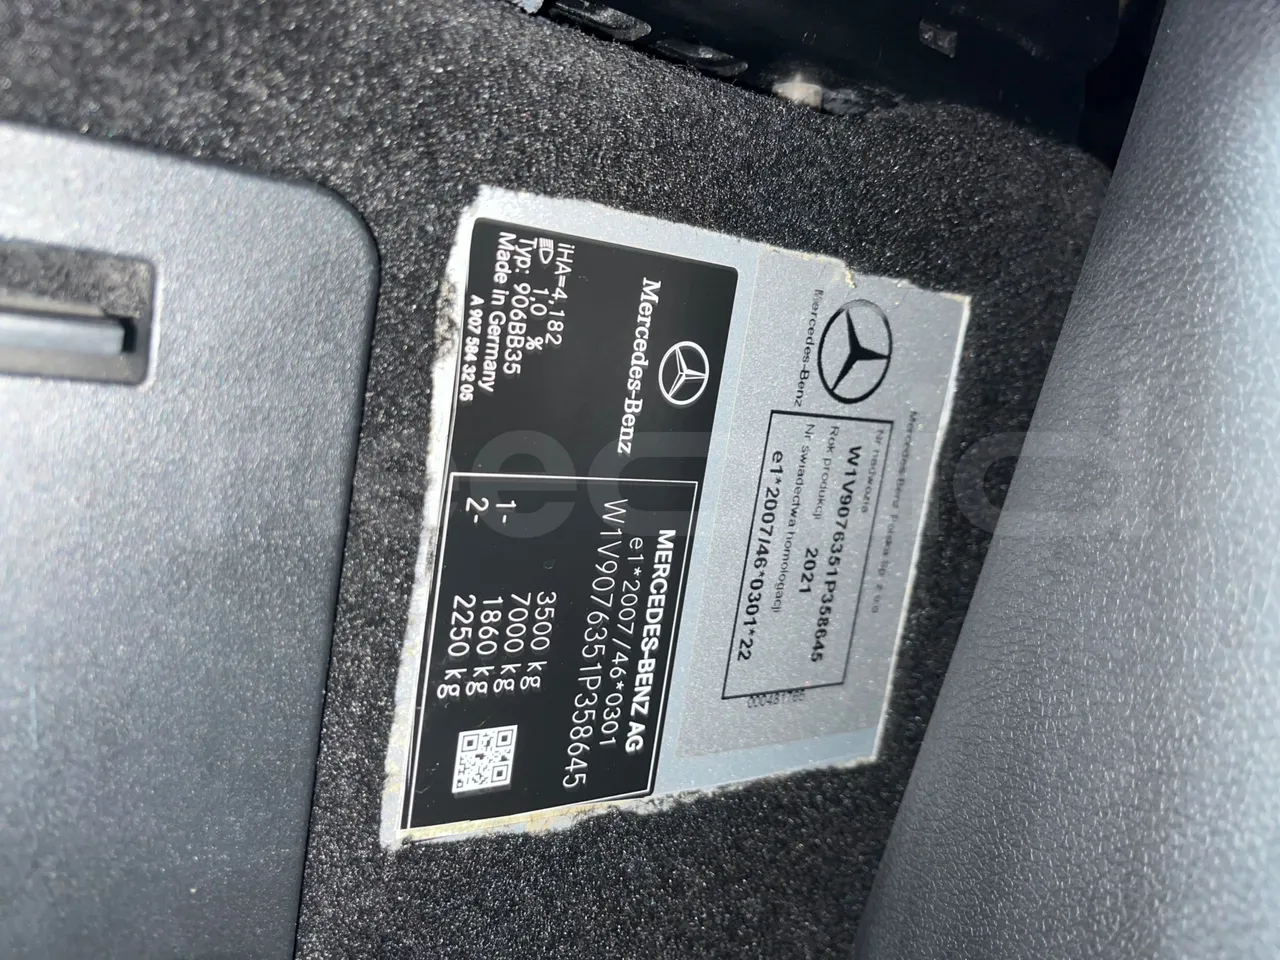 Mercedes-Benz
Mercedes-Benz Polska Sp. z o.o
Nr nadwozia
W1V9076351P358645
Rok produkcji 2021
Nr świadectwa homologacji
e1*2007/46*0301*22
Mercedes-Benz
MERCEDES-BENZ AG
e1*2007/46*0301
W1V9076351P358645
3500 kg
7000 kg
1- 1860 kg
2- 2250 kg
iHA=4,182
1,0 %
Typ: 906BB35
Made in Germany
A 907 584 32 05